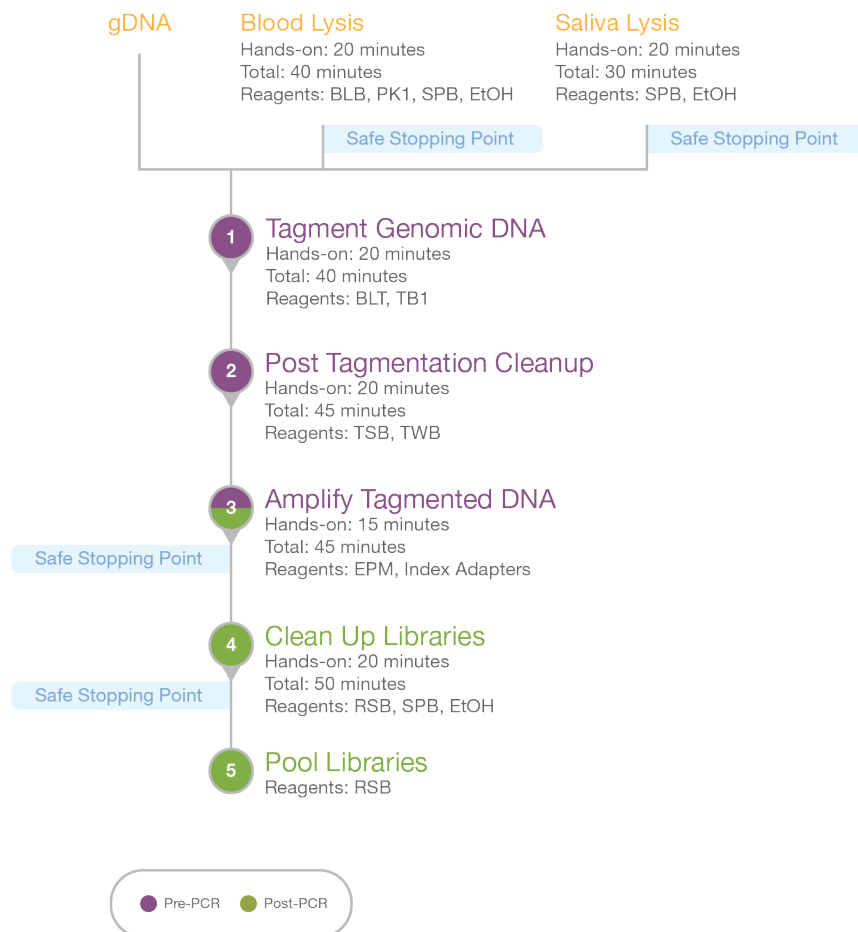 gDNA
Blood Lysis
Hands-on: 20 minutes
Total: 40 minutes
Reagents: BLB, PK1, SPB, EtOH
Safe Stopping Point
Saliva Lysis
Hands-on: 20 minutes
Total: 30 minutes
Reagents: SPB, EtOH
Safe Stopping Point
1
Tagment Genomic DNA
Hands-on: 20 minutes
Total: 40 minutes
Reagents: BLT, TB1
2
Post Tagmentation Cleanup
Hands-on: 20 minutes
Total: 45 minutes
Reagents: TSB, TWB
3
Amplify Tagmented DNA
Hands-on: 15 minutes
Total: 45 minutes
Reagents: EPM, Index Adapters
Safe Stopping Point
4
Clean Up Libraries
Hands-on: 20 minutes
Total: 50 minutes
Reagents: RSB, SPB, EtOH
Safe Stopping Point
5
Pool Libraries
Reagents: RSB
Pre-PCR
Post-PCR